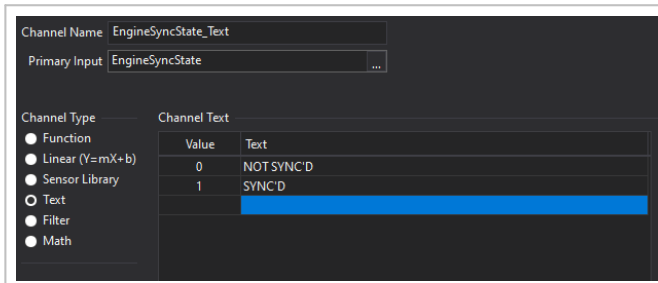 Channel Name EngineSyncState_Text
Primary Input EngineSyncState ...
Channel Type
Function
Linear (Y=mX+b)
Sensor Library
Text
Filter
Math
Channel Text
Value Text
0 NOT SYNC'D
1 SYNC'D